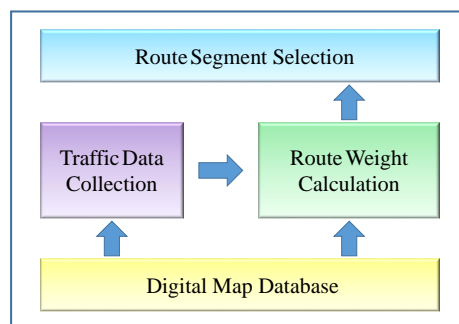 Route Segment Selection
Traffic Data
Collection
Route Weight
Calculation
Digital Map Database